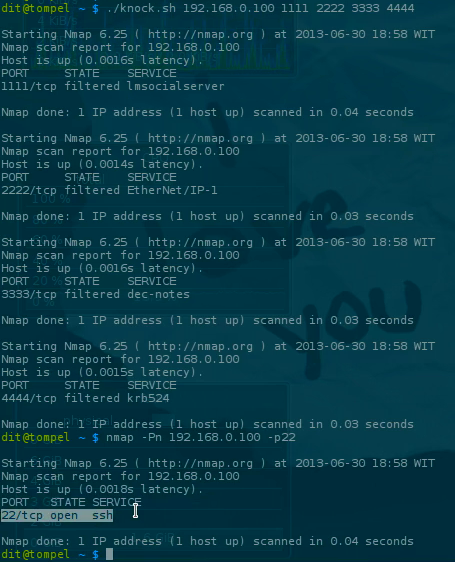 dit@tompel ~ $ ./knock.sh 192.168.0.100 1111 2222 3333 4444
Starting Nmap 6.25 ( http://nmap.org ) at 2013-06-30 18:58 WIT
Nmap scan report for 192.168.0.100
Host is up (0.0016s latency).
PORT     STATE    SERVICE
1111/tcp filtered lmsocialserver
Nmap done: 1 IP address (1 host up) scanned in 0.04 seconds
Starting Nmap 6.25 ( http://nmap.org ) at 2013-06-30 18:58 WIT
Nmap scan report for 192.168.0.100
Host is up (0.0014s latency).
PORT     STATE    SERVICE
2222/tcp filtered EtherNet/IP-1
Nmap done: 1 IP address (1 host up) scanned in 0.03 seconds
Starting Nmap 6.25 ( http://nmap.org ) at 2013-06-30 18:58 WIT
Nmap scan report for 192.168.0.100
Host is up (0.0016s latency).
PORT     STATE    SERVICE
3333/tcp filtered dec-notes
Nmap done: 1 IP address (1 host up) scanned in 0.03 seconds
Starting Nmap 6.25 ( http://nmap.org ) at 2013-06-30 18:58 WIT
Nmap scan report for 192.168.0.100
Host is up (0.0015s latency).
PORT     STATE    SERVICE
4444/tcp filtered krb524
Nmap done: 1 IP address (1 host up) scanned in 0.03 seconds
dit@tompel ~ $ nmap -Pn 192.168.0.100 -p22
Starting Nmap 6.25 ( http://nmap.org ) at 2013-06-30 18:58 WIT
Nmap scan report for 192.168.0.100
Host is up (0.0018s latency).
PORT   STATE SERVICE
22/tcp open  ssh
Nmap done: 1 IP address (1 host up) scanned in 0.04 seconds
dit@tompel ~ $
I
LOVE
YOU